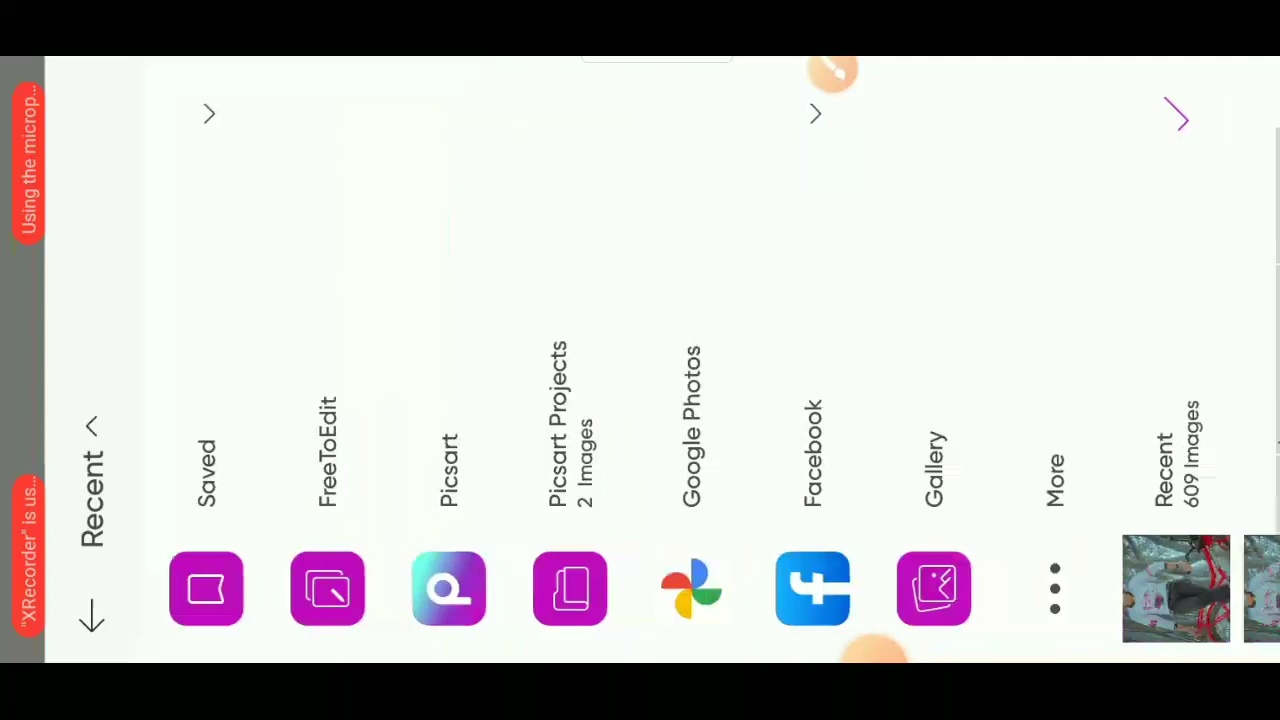 "XRecorder" is us...
Using the microp...
Recent
Saved
FreeToEdit
Picsart
Picsart Projects
2 Images
Google Photos
Facebook
Gallery
More
Recent
609 Images